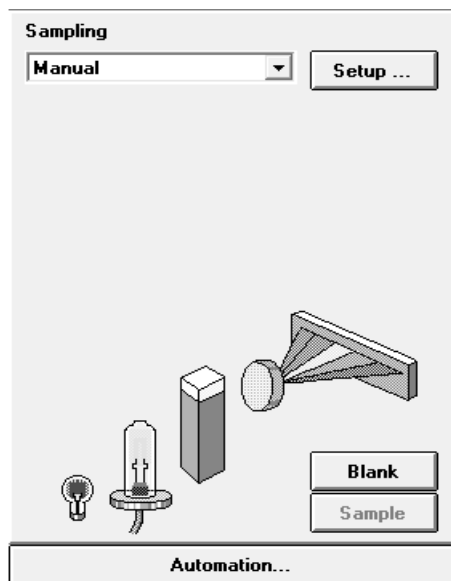 Sampling
Manual
Setup ...
Blank
Sample
Automation...